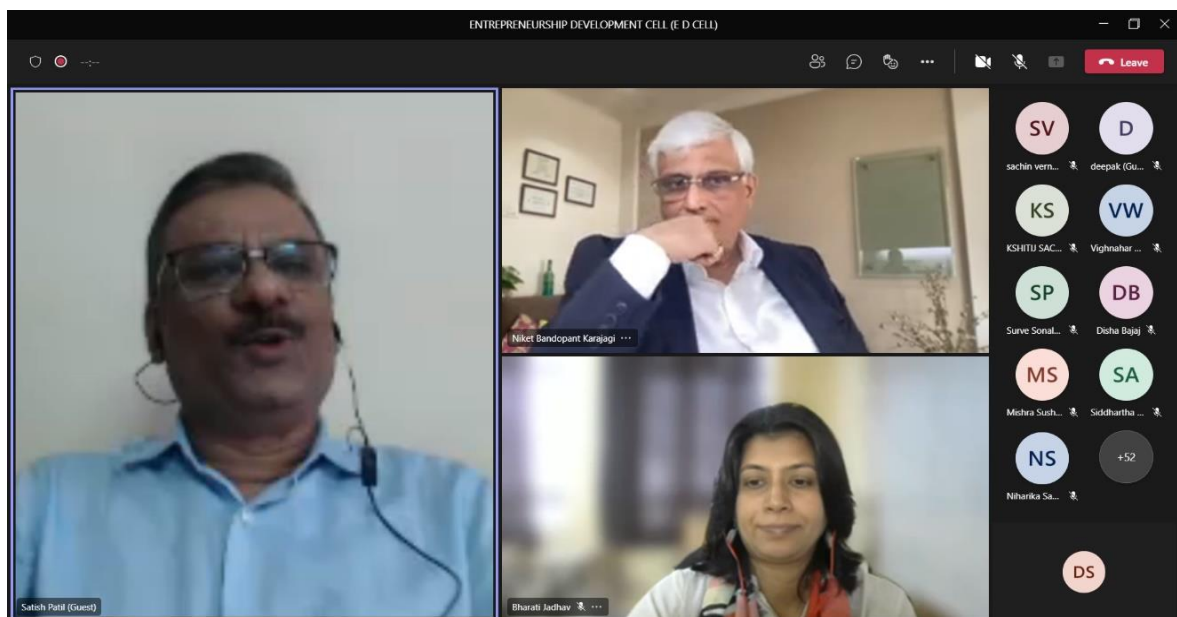 ENTREPRENEURSHIP DEVELOPMENT CELL (E D CELL)
--:--
Leave
Satish Patil (Guest)
Niket Bandopant Karajagi
Bharati Jadhav
SV
sachin vern...
D
deepak (Gu...
KS
KSHITIJ SAC...
VW
Vighnahar ...
SP
Surve Sonal...
DB
Disha Bajaj
MS
Mishra Sush...
SA
Siddhartha ...
NS
Niharika Sa...
+52
DS